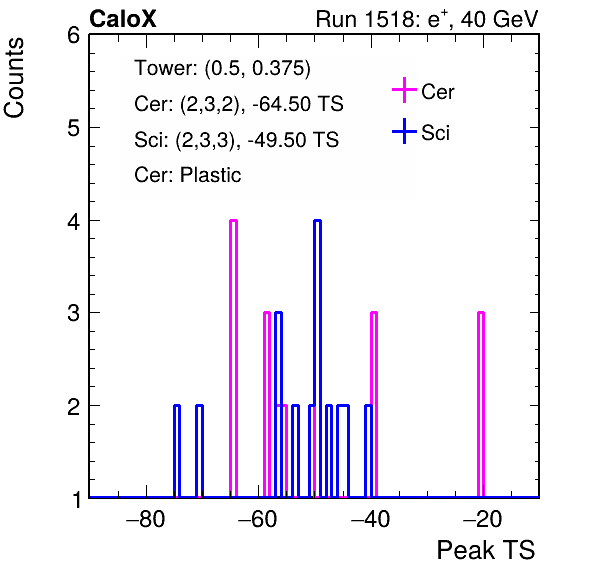 CaloX Run 1518: e⁺, 40 GeV
Counts
Tower: (0.5, 0.375)
Cer: (2,3,2), -64.50 TS
Sci: (2,3,3), -49.50 TS
Cer: Plastic
Cer
Sci
6
5
4
3
2
1
−80 −60 −40 −20
Peak TS